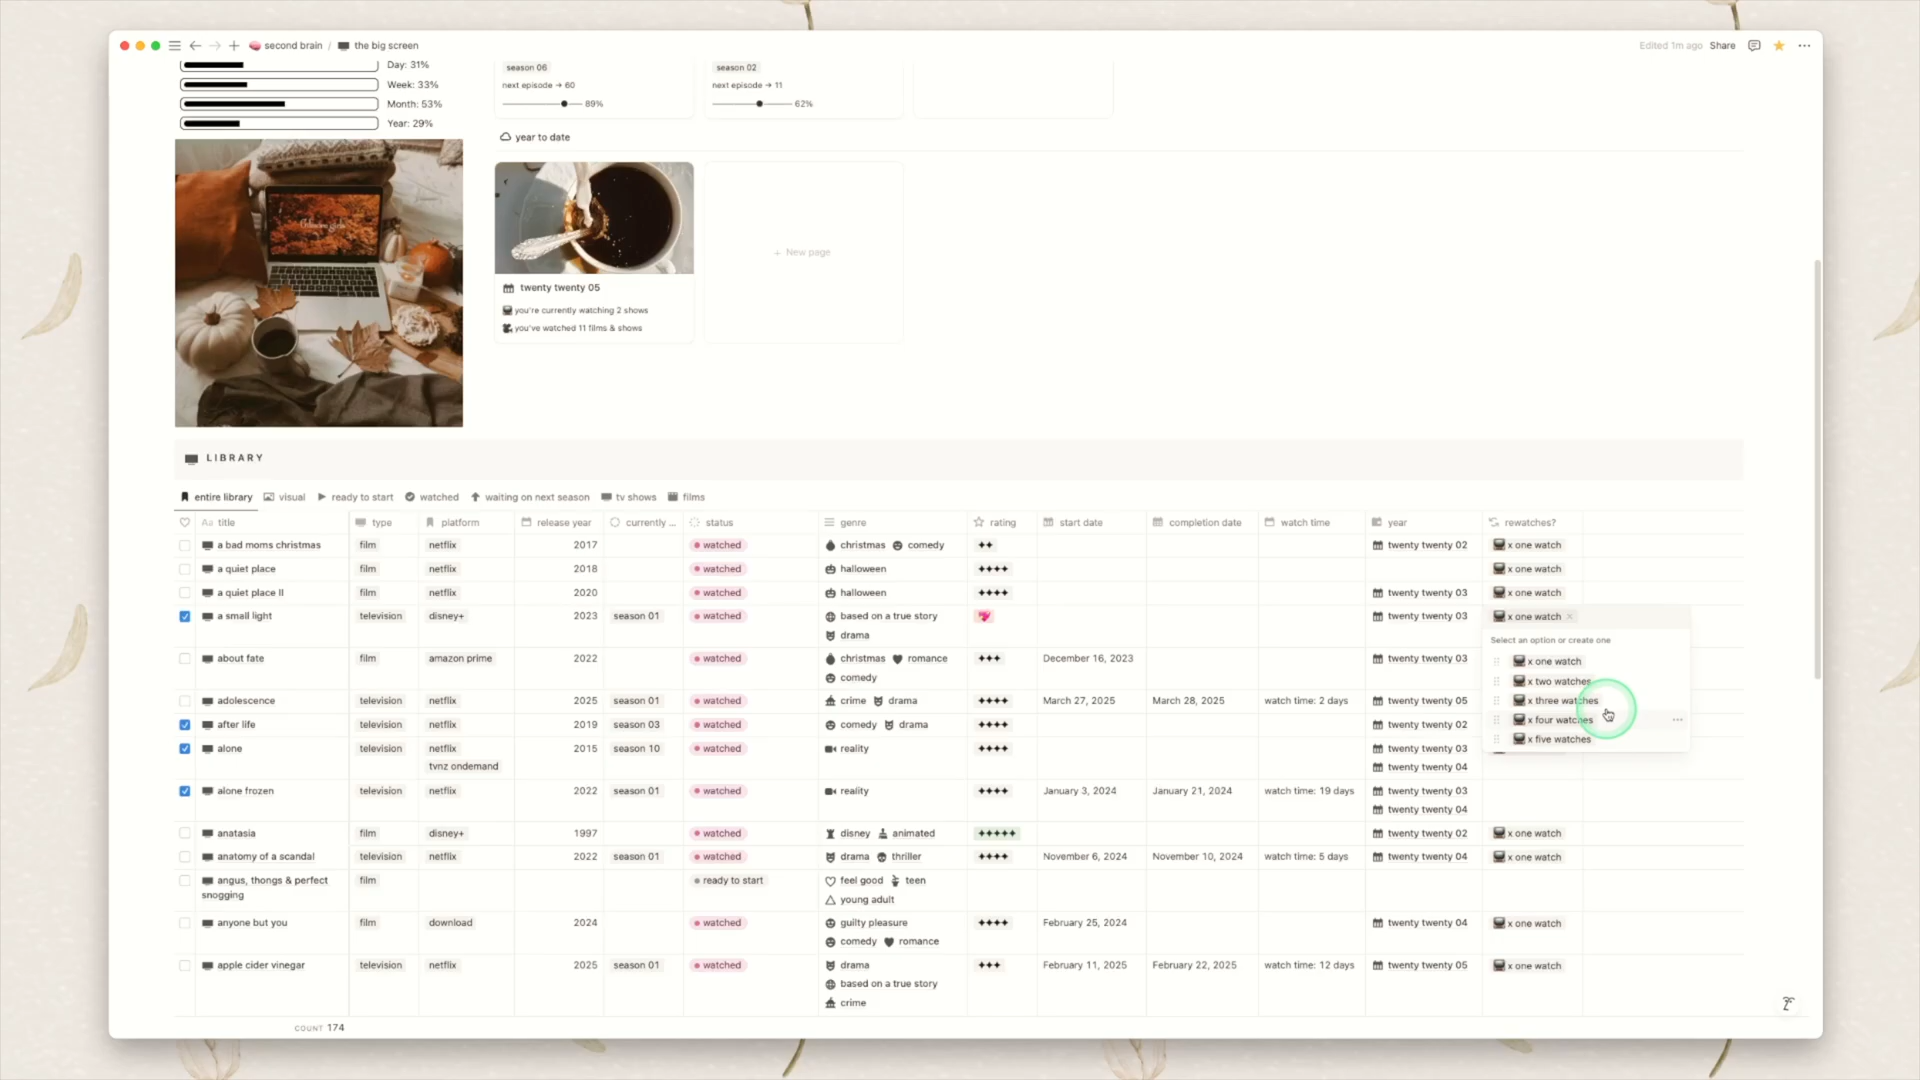 second brain / the big screen
Edited 1m ago Share
Day: 31%
Week: 33%
Month: 53%
Year: 29%
season 06
next episode → 60
89%
season 02
next episode → 11
62%
year to date
twenty twenty 05
you're currently watching 2 shows
you've watched 11 films & shows
+ New page
LIBRARY
entire library visual ready to start watched waiting on next season tv shows films
Aa title type platform release year currently ... status genre rating start date completion date watch time year rewatches?
a bad moms christmas film netflix 2017 watched christmas comedy ✦✦ twenty twenty 02 x one watch
a quiet place film netflix 2018 watched halloween ✦✦✦✦ x one watch
a quiet place II film netflix 2020 watched halloween ✦✦✦✦ twenty twenty 03 x one watch
a small light television disney+ 2023 season 01 watched based on a true story twenty twenty 03 x one watch ×
drama
Select an option or create one
x one watch
x two watches
x three watches
x four watches
x five watches
about fate film amazon prime 2022 watched christmas romance ✦✦✦ December 16, 2023 twenty twenty 03
comedy
adolescence television netflix 2025 season 01 watched crime drama ✦✦✦✦ March 27, 2025 March 28, 2025 watch time: 2 days twenty twenty 05
after life television netflix 2019 season 03 watched comedy drama ✦✦✦✦ twenty twenty 02
alone television netflix 2015 season 10 watched reality ✦✦✦✦ twenty twenty 03
tvnz ondemand twenty twenty 04
alone frozen television netflix 2022 season 01 watched reality ✦✦✦✦ January 3, 2024 January 21, 2024 watch time: 19 days twenty twenty 03
twenty twenty 04
anatasia film disney+ 1997 watched disney animated ✦✦✦✦✦ twenty twenty 02 x one watch
anatomy of a scandal television netflix 2022 season 01 watched drama thriller ✦✦✦✦ November 6, 2024 November 10, 2024 watch time: 5 days twenty twenty 04 x one watch
angus, thongs & perfect film ready to start feel good teen
snogging young adult
anyone but you film download 2024 watched guilty pleasure ✦✦✦✦ February 25, 2024 twenty twenty 04 x one watch
comedy romance
apple cider vinegar television netflix 2025 season 01 watched drama ✦✦✦ February 11, 2025 February 22, 2025 watch time: 12 days twenty twenty 05 x one watch
based on a true story
crime
COUNT 174